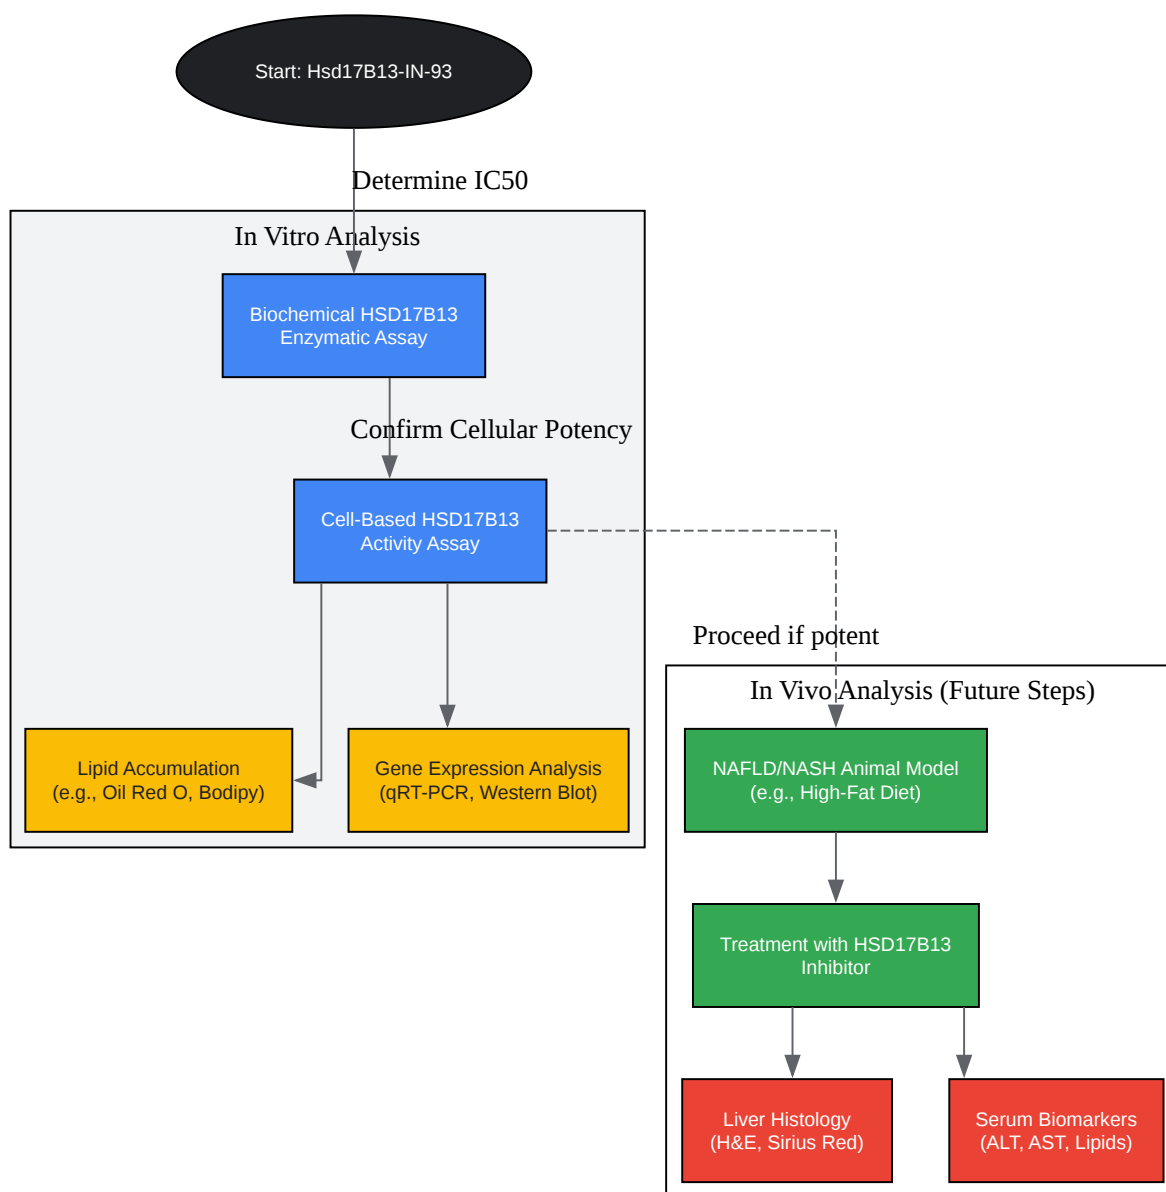 Start: Hsd17B13-IN-93
Determine IC50
In Vitro Analysis
Biochemical HSD17B13
Enzymatic Assay
Confirm Cellular Potency
Cell-Based HSD17B13
Activity Assay
Proceed if potent
In Vivo Analysis (Future Steps)
Lipid Accumulation
(e.g., Oil Red O, Bodipy)
Gene Expression Analysis
(qRT-PCR, Western Blot)
NAFLD/NASH Animal Model
(e.g., High-Fat Diet)
Treatment with HSD17B13
Inhibitor
Liver Histology
(H&E, Sirius Red)
Serum Biomarkers
(ALT, AST, Lipids)